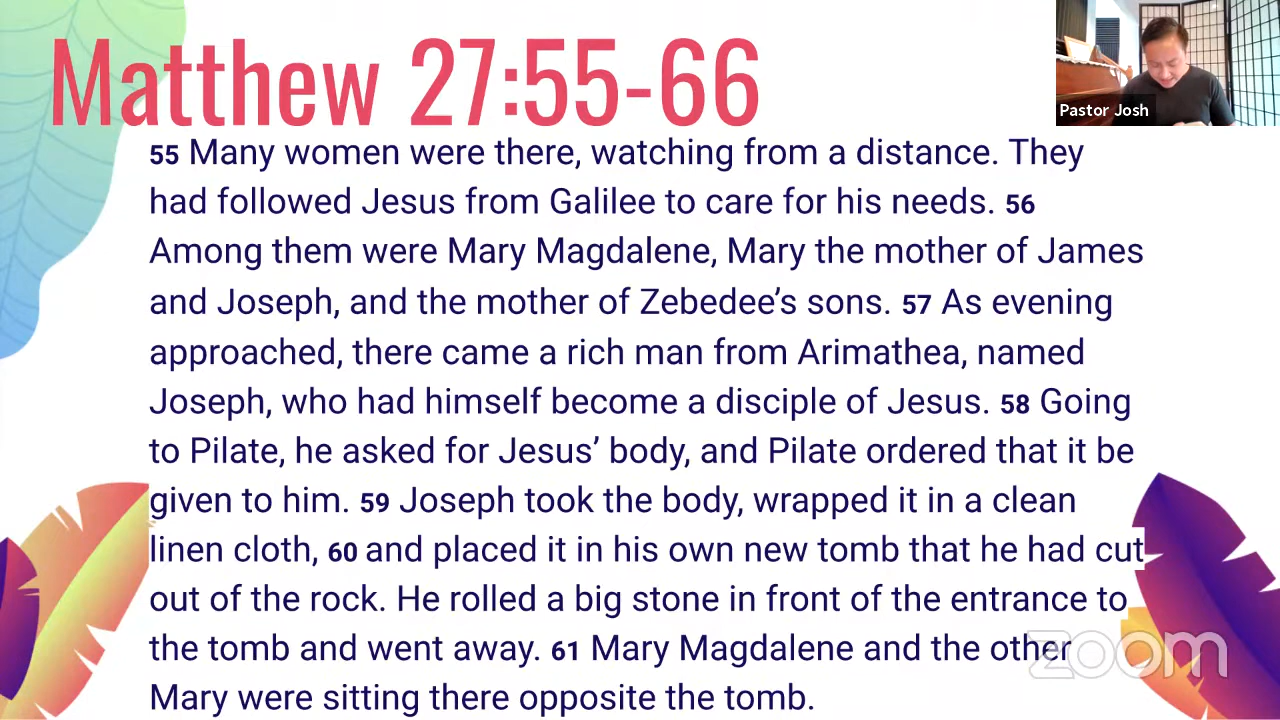 Matthew 27:55-66
Pastor Josh
55 Many women were there, watching from a distance. They
had followed Jesus from Galilee to care for his needs. 56
Among them were Mary Magdalene, Mary the mother of James
and Joseph, and the mother of Zebedee’s sons. 57 As evening
approached, there came a rich man from Arimathea, named
Joseph, who had himself become a disciple of Jesus. 58 Going
to Pilate, he asked for Jesus’ body, and Pilate ordered that it be
given to him. 59 Joseph took the body, wrapped it in a clean
linen cloth, 60 and placed it in his own new tomb that he had cut
out of the rock. He rolled a big stone in front of the entrance to
the tomb and went away. 61 Mary Magdalene and the other
Mary were sitting there opposite the tomb.
zoom